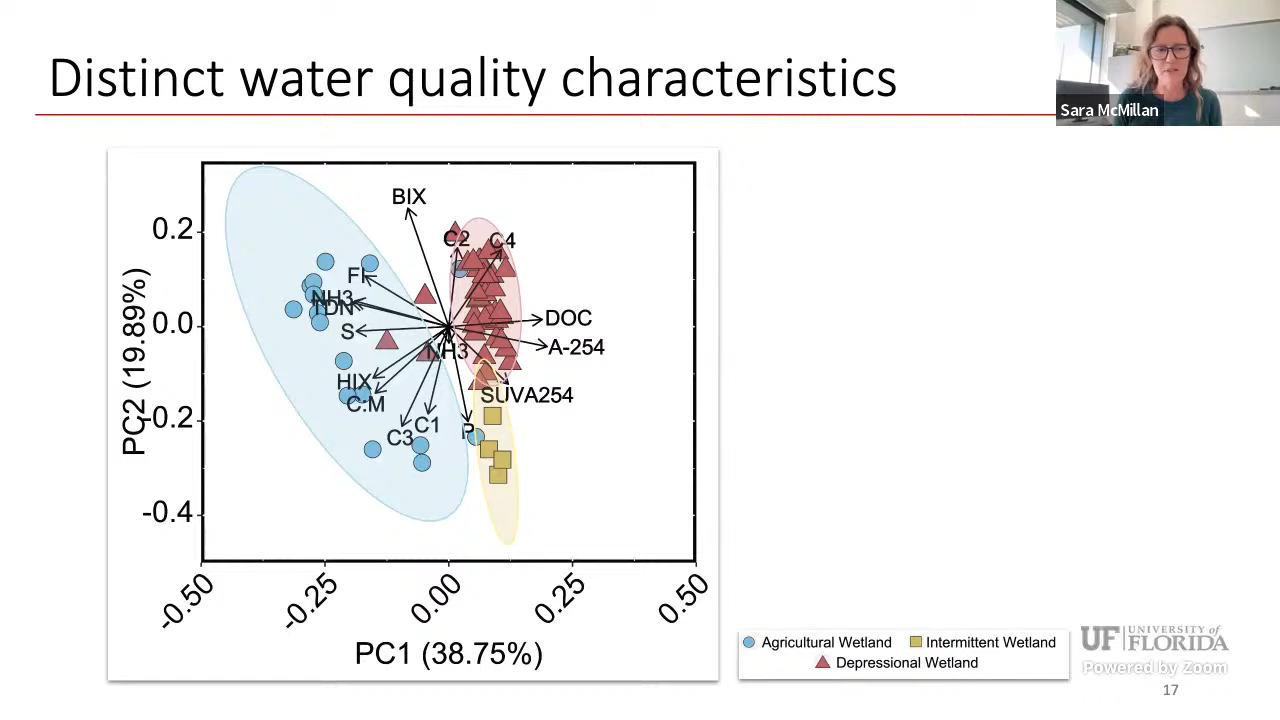 Distinct water quality characteristics
Sara McMillan
BIX
0.2
C2
C4
FI
NH3
TDN
0.0
DOC
S
A-254
NH3
HIX
SUVA254
C:M
-0.2
C1
P
C3
-0.4
PC2 (19.89%)
-0.50
-0.25
0.00
0.25
0.50
PC1 (38.75%)
Agricultural Wetland
Intermittent Wetland
Depressional Wetland
UF UNIVERSITY of
FLORIDA
Powered by Zoom
17